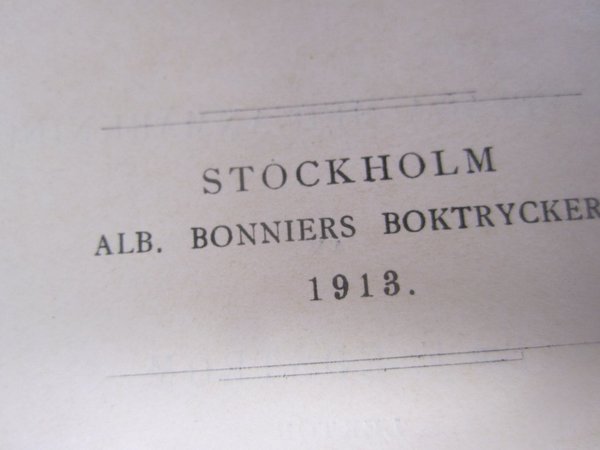 STOCKHOLM
ALB. BONNIERS BOKTRYCKER
1913.